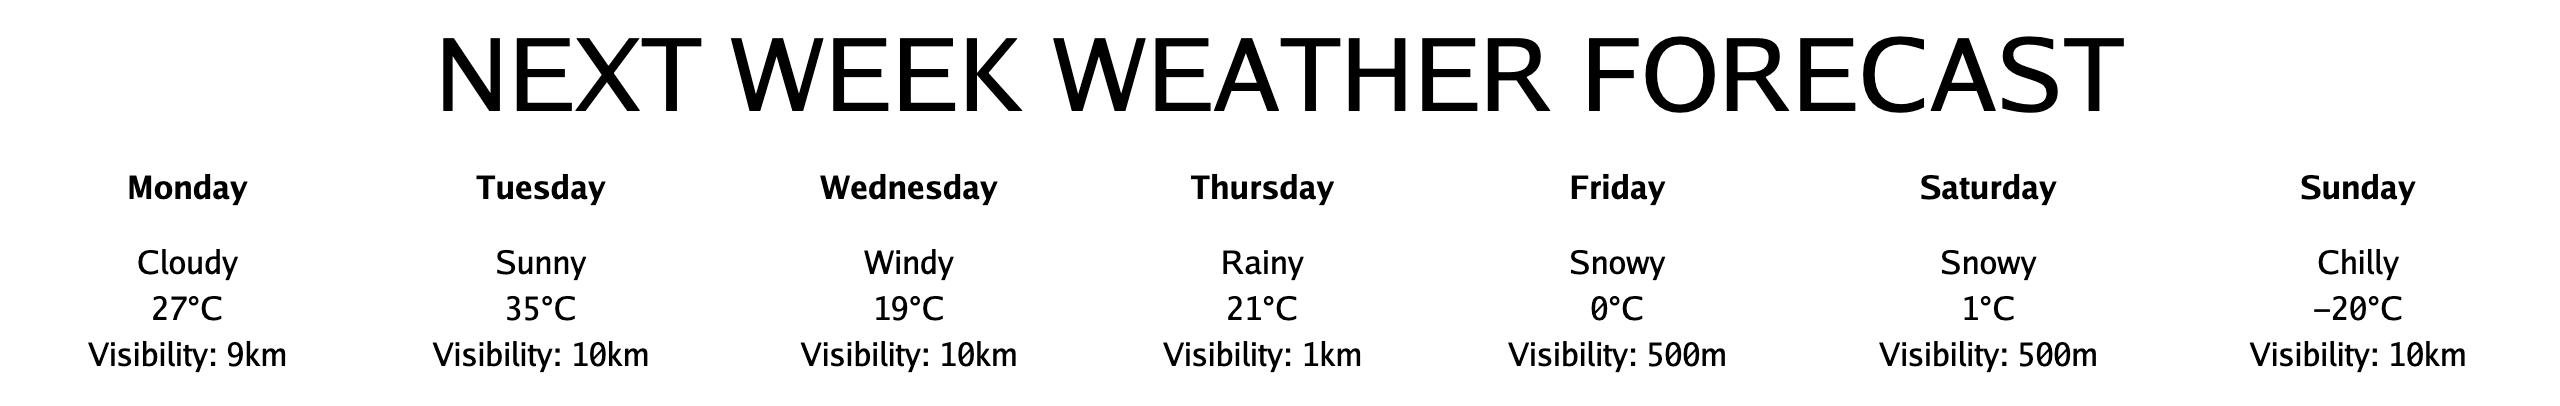 NEXT WEEK WEATHER FORECAST
Monday
Cloudy
27°C
Visibility: 9km
Tuesday
Sunny
35°C
Visibility: 10km
Wednesday
Windy
19°C
Visibility: 10km
Thursday
Rainy
21°C
Visibility: 1km
Friday
Snowy
0°C
Visibility: 500m
Saturday
Snowy
1°C
Visibility: 500m
Sunday
Chilly
−20°C
Visibility: 10km